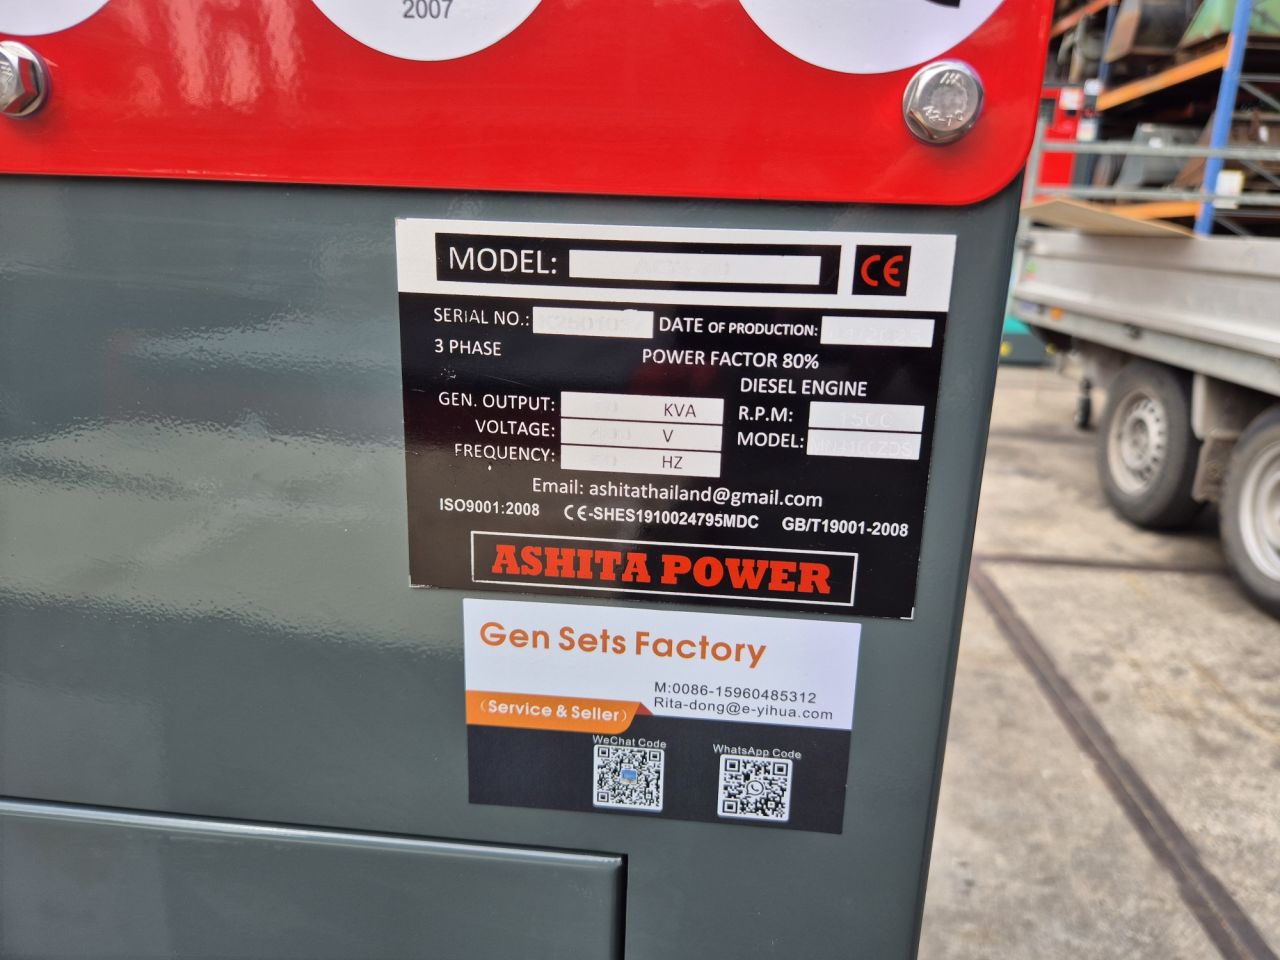 2007
MODEL:
CE
SERIAL NO.: DATE OF PRODUCTION:
3 PHASE POWER FACTOR 80%
DIESEL ENGINE
GEN. OUTPUT: KVA R.P.M: 1500
VOLTAGE: V MODEL:
FREQUENCY: HZ
Email: ashitathailand@gmail.com
ISO9001:2008 CE-SHES1910024795MDC GB/T19001-2008
ASHITA POWER
Gen Sets Factory
M:0086-15960485312
Rita-dong@e-yihua.com
(Service & Seller)
WeChat Code WhatsApp Code